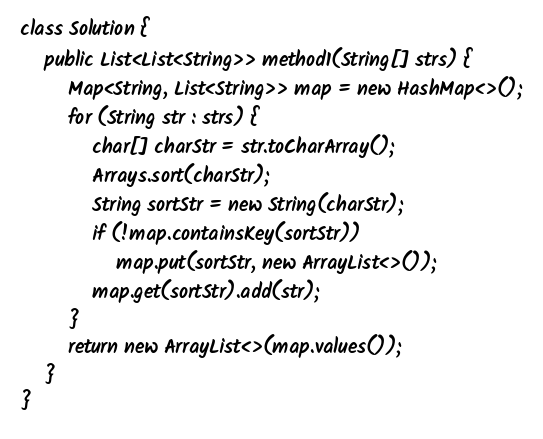 class Solution {
    public List<List<String>> method1(String[] strs) {
        Map<String, List<String>> map = new HashMap<>();
        for (String str : strs) {
            char[] charStr = str.toCharArray();
            Arrays.sort(charStr);
            String sortStr = new String(charStr);
            if (!map.containsKey(sortStr))
                map.put(sortStr, new ArrayList<>());
            map.get(sortStr).add(str);
        }
        return new ArrayList<>(map.values());
    }
}